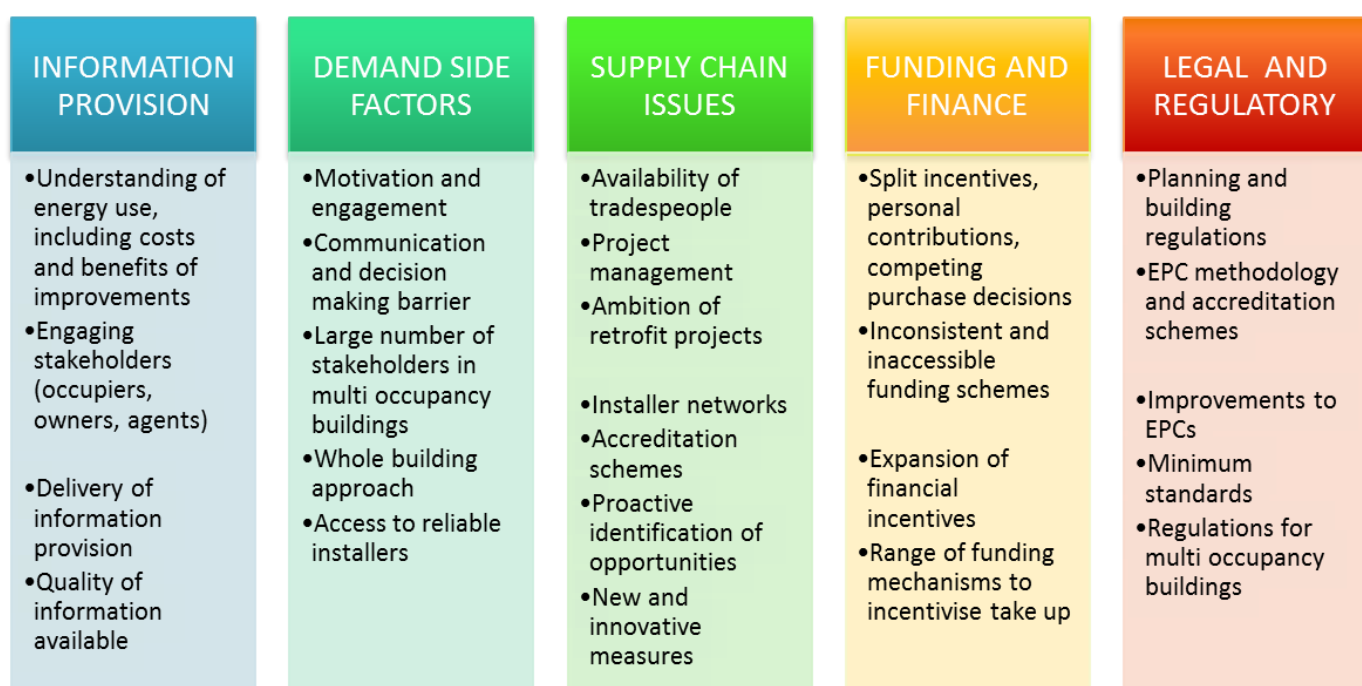 INFORMATION
PROVISION
•Understanding of
energy use,
including costs
and benefits of
improvements
•Engaging
stakeholders
(occupiers,
owners, agents)
•Delivery of
information
provision
•Quality of
information
available
DEMAND SIDE
FACTORS
•Motivation and
engagement
•Communication
and decision
making barrier
•Large number of
stakeholders in
multi occupancy
buildings
•Whole building
approach
•Access to reliable
installers
SUPPLY CHAIN
ISSUES
•Availability of
tradespeople
•Project
management
•Ambition of
retrofit projects
•Installer networks
•Accreditation
schemes
•Proactive
identification of
opportunities
•New and
innovative
measures
FUNDING AND
FINANCE
•Split incentives,
personal
contributions,
competing
purchase decisions
•Inconsistent and
inaccessible
funding schemes
•Expansion of
financial
incentives
•Range of funding
mechanisms to
incentivise take up
LEGAL AND
REGULATORY
•Planning and
building
regulations
•EPC methodology
and accreditation
schemes
•Improvements to
EPCs
•Minimum
standards
•Regulations for
multi occupancy
buildings